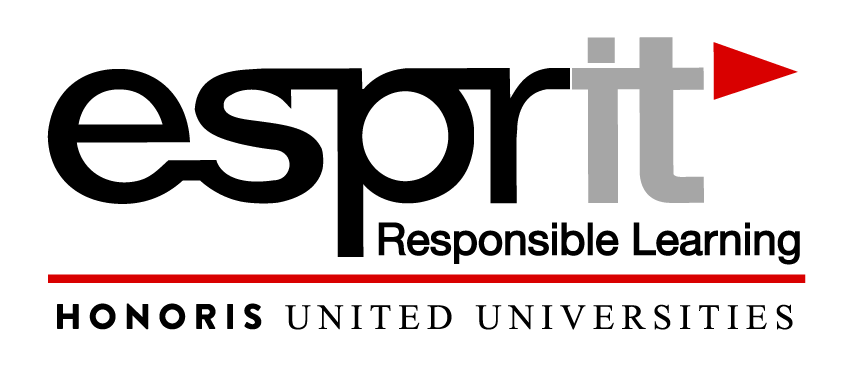 esprit
Responsible Learning
HONORIS UNITED UNIVERSITIES